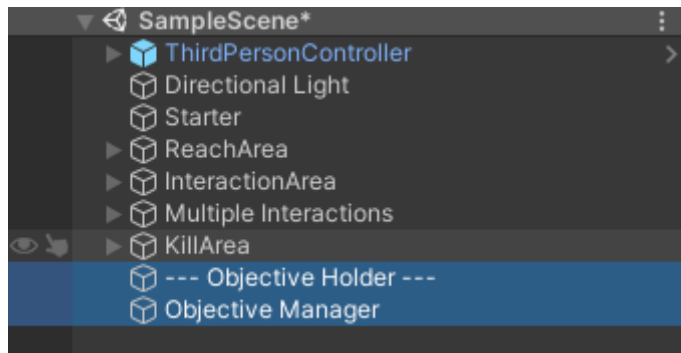 SampleScene*
ThirdPersonController
Directional Light
Starter
ReachArea
InteractionArea
Multiple Interactions
KillArea
--- Objective Holder ---
Objective Manager